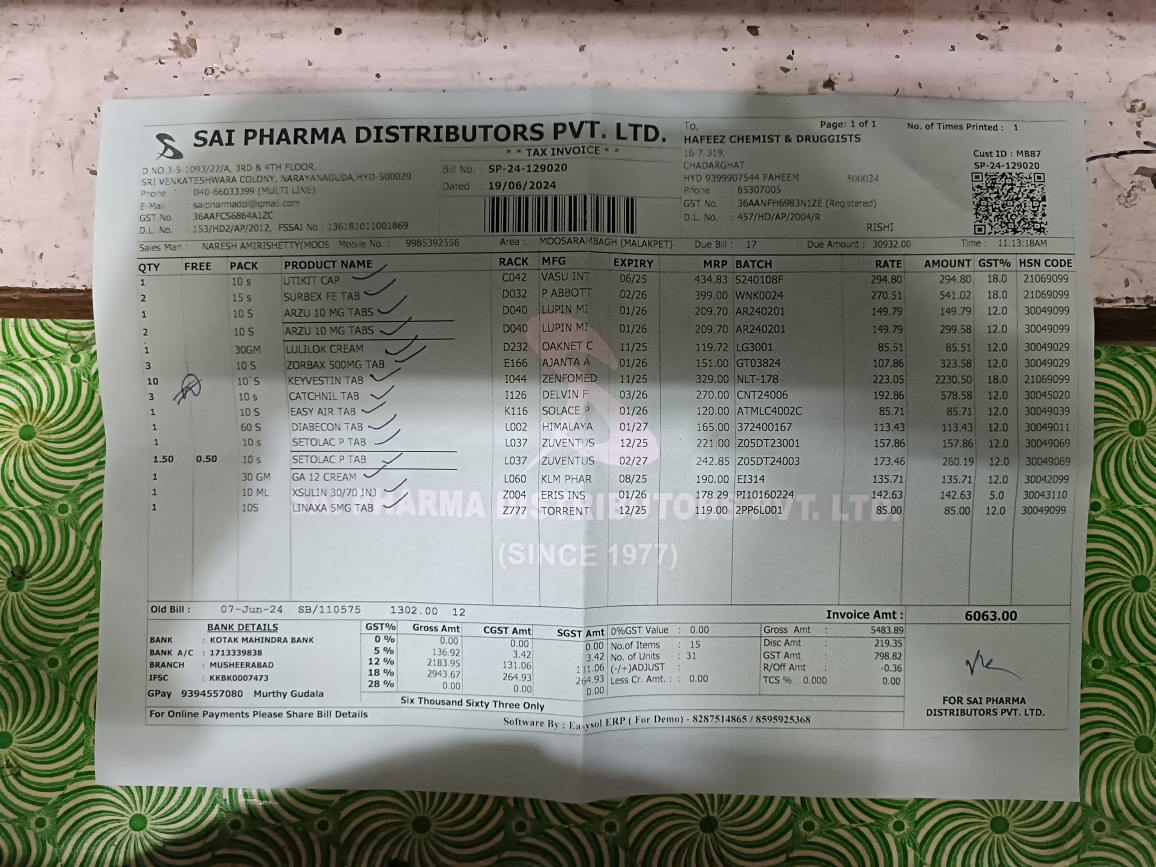 SAI PHARMA DISTRIBUTORS PVT. LTD.
* * TAX INVOICE * *
D.NO.3-5-1093/22/A, 3RD & 4TH FLOOR,
SRI VENKATESHWARA COLONY, NARAYANAGUDA,HYD-500029
Phone : 040-66033399 (MULTI LINE)
E-Mail : saipharmadpl@gmail.com
GST No. : 36AAFCS6864A1ZC
D.L. No. : 153/HD2/AP/2012, FSSAI No : 13618101100 1869
Bill No. : SP-24-129020
Dated : 19/06/2024
To, Page: 1 of 1 No. of Times Printed : 1
HAFEEZ CHEMIST & DRUGGISTS
16-7-319,
CHADARGHAT
HYD 9399907544 FAHEEM 500024
Phone : 65307005
GST No. : 36AANFH6983N1ZE (Registered)
D.L. No. : 457/HD/AP/2004/R
RISHI
Cust ID : MB87
SP-24-129020
Sales Man : NARESH AMIRISHETTY(MOOS Mobile No. : 9985392556 Area : MOOSARAMBAGH (MALAKPET) Due Bill : 17 Due Amount : 30932.00 Time : 11:13:18AM
QTY FREE PACK PRODUCT NAME RACK MFG EXPIRY MRP BATCH RATE AMOUNT GST% HSN CODE
1 10 s UTIKIT CAP C042 VASU INT 06/25 434.83 S240108F 294.80 294.80 18.0 21069099
2 15 s SURBEX FE TAB D032 P ABBOTT 02/26 399.00 WNK0024 270.51 541.02 18.0 21069099
1 10 S ARZU 10 MG TABS D040 LUPIN MI 01/26 209.70 AR240201 149.79 149.79 12.0 30049099
2 10 S ARZU 10 MG TABS D040 LUPIN MI 01/26 209.70 AR240201 149.79 299.58 12.0 30049099
1 30GM LULILOK CREAM D232 OAKNET C 11/25 119.72 LG3001 85.51 85.51 12.0 30049029
3 10 S ZORBAX 500MG TAB E166 AJANTA A 01/26 151.00 GT03824 107.86 323.58 12.0 30049029
10 10`S KEYVESTIN TAB I044 ZENFOMED 11/25 329.00 NLT-178 223.05 2230.50 18.0 21069099
3 10 s CATCHNIL TAB I126 DELVIN F 03/26 270.00 CNT24006 192.86 578.58 12.0 30045020
1 10 S EASY AIR TAB K116 SOLACE P 01/26 120.00 ATMLC4002C 85.71 85.71 12.0 30049039
1 60 S DIABECON TAB L002 HIMALAYA 01/27 165.00 372400167 113.43 113.43 12.0 30049011
1 10 s SETOLAC P TAB L037 ZUVENTUS 12/25 221.00 Z05DT23001 157.86 157.86 12.0 30049069
1.50 0.50 10 s SETOLAC P TAB L037 ZUVENTUS 02/27 242.85 Z05DT24003 173.46 260.19 12.0 30049069
1 30 GM GA 12 CREAM L060 KLM PHAR 08/25 190.00 EI314 135.71 135.71 12.0 30042099
1 10 ML XSULIN 30/70 INJ Z004 ERIS INS 01/26 178.29 PI10160224 142.63 142.63 5.0 30043110
1 10S LINAXA 5MG TAB Z777 TORRENT 12/25 119.00 2PP6L001 85.00 85.00 12.0 30049099
PHARMA DISTRIBUTORS PVT. LTD.
(SINCE 1977)
Old Bill : 07-Jun-24 SB/110575 1302.00 12 Invoice Amt : 6063.00
BANK DETAILS
BANK : KOTAK MAHINDRA BANK
BANK A/C : 1713339838
BRANCH : MUSHEERABAD
IFSC : KKBK0007473
GPay 9394557080 Murthy Gudala
For Online Payments Please Share Bill Details
GST% Gross Amt CGST Amt SGST Amt
0 % 0.00 0.00 0.00
5 % 136.92 3.42 3.42
12 % 2183.95 131.06 131.06
18 % 2943.67 264.93 264.93
28 % 0.00 0.00 0.00
Six Thousand Sixty Three Only
0%GST Value : 0.00
No.of Items : 15
No. of Units : 31
(-/+)ADJUST :
Less Cr. Amt. : : 0.00
Gross Amt : 5483.89
Disc Amt : 219.35
GST Amt : 798.82
R/Off Amt : -0.36
TCS % 0.000 : 0.00
FOR SAI PHARMA
DISTRIBUTORS PVT. LTD.
Software By : Easysol ERP ( For Demo) - 8287514865 / 8595925368